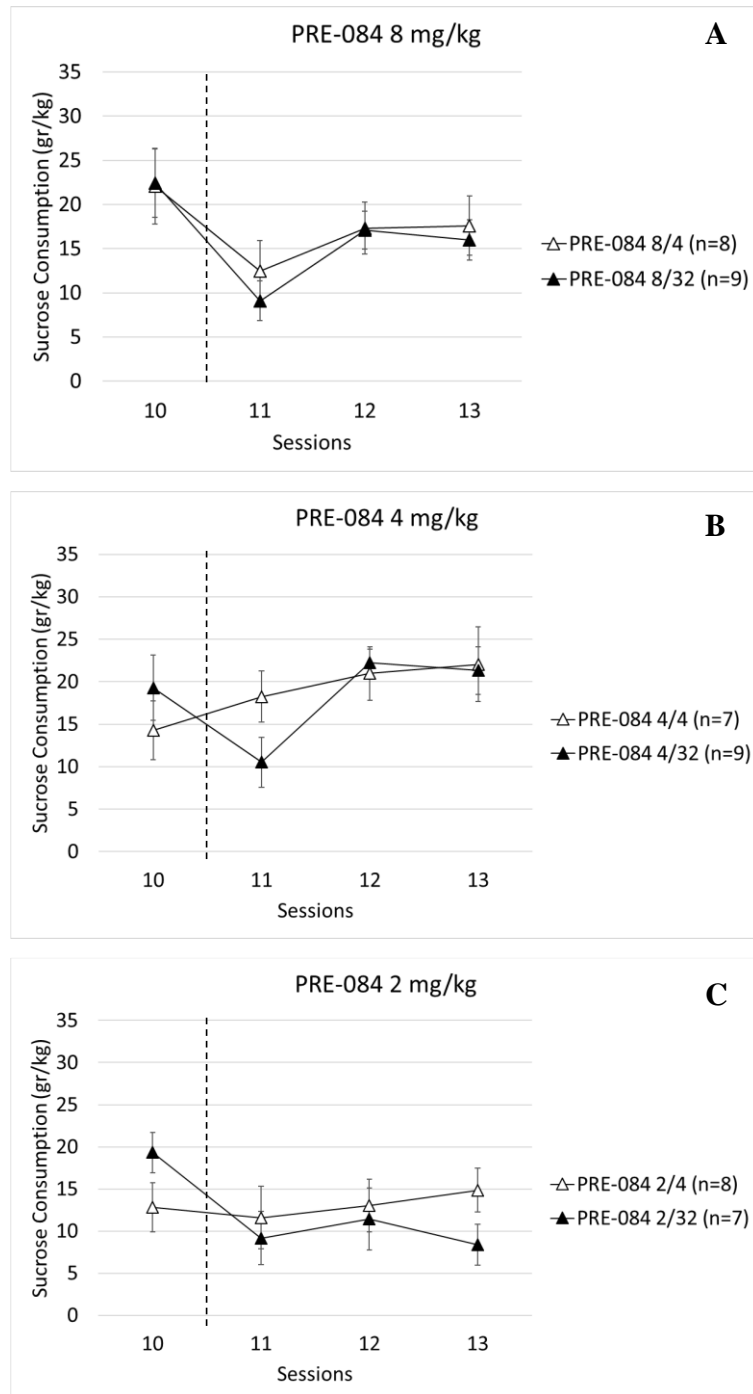 PRE-084 8 mg/kg
A
35
30
25
20
15
10
5
0
Sucrose Consumption (gr/kg)
10 11 12 13
Sessions
PRE-084 8/4 (n=8)
PRE-084 8/32 (n=9)
PRE-084 4 mg/kg
B
35
30
25
20
15
10
5
0
Sucrose Consumption (gr/kg)
10 11 12 13
Sessions
PRE-084 4/4 (n=7)
PRE-084 4/32 (n=9)
PRE-084 2 mg/kg
C
35
30
25
20
15
10
5
0
Sucrose Consumption (gr/kg)
10 11 12 13
Sessions
PRE-084 2/4 (n=8)
PRE-084 2/32 (n=7)